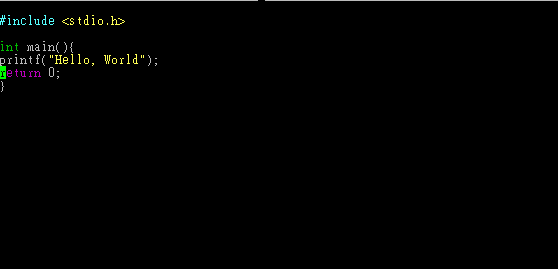 #include <stdio.h>
int main(){
printf("Hello, World");
return 0;
}